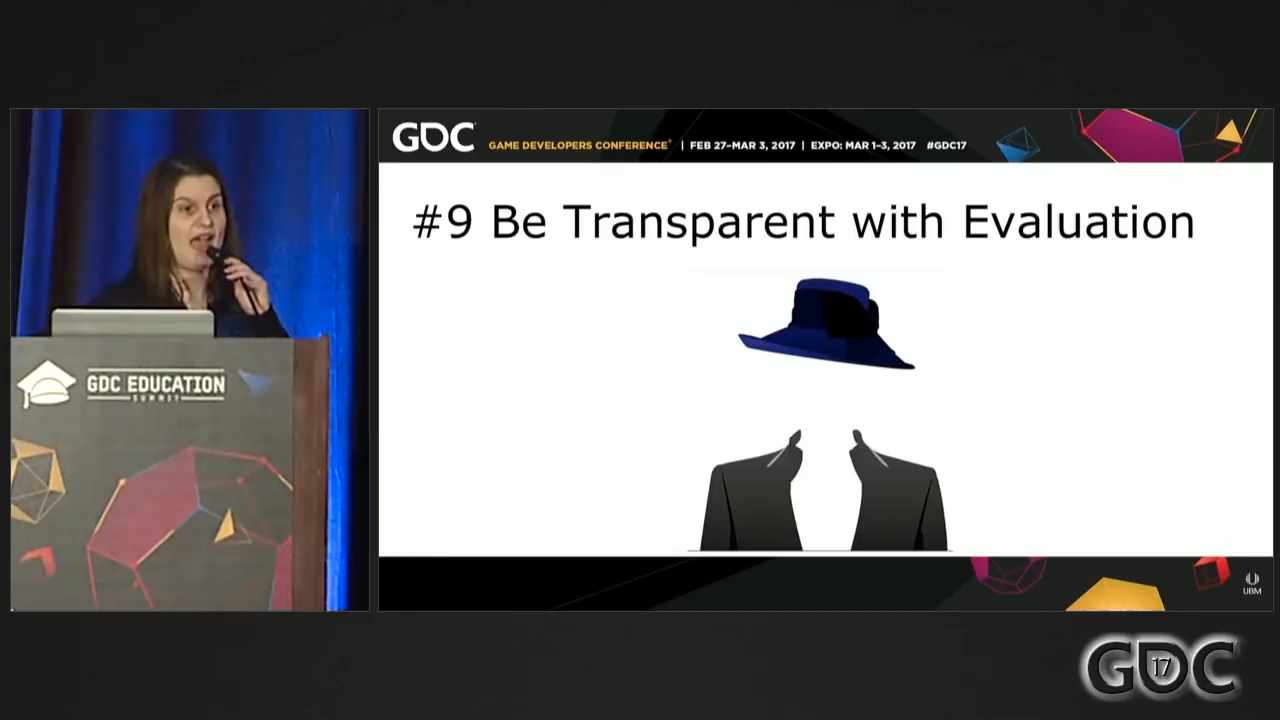 GDC EDUCATION
SUMMIT
GDC
GAME DEVELOPERS CONFERENCE® | FEB 27–MAR 3, 2017 | EXPO: MAR 1–3, 2017 #GDC17
#9 Be Transparent with Evaluation
UBM
GDC
17